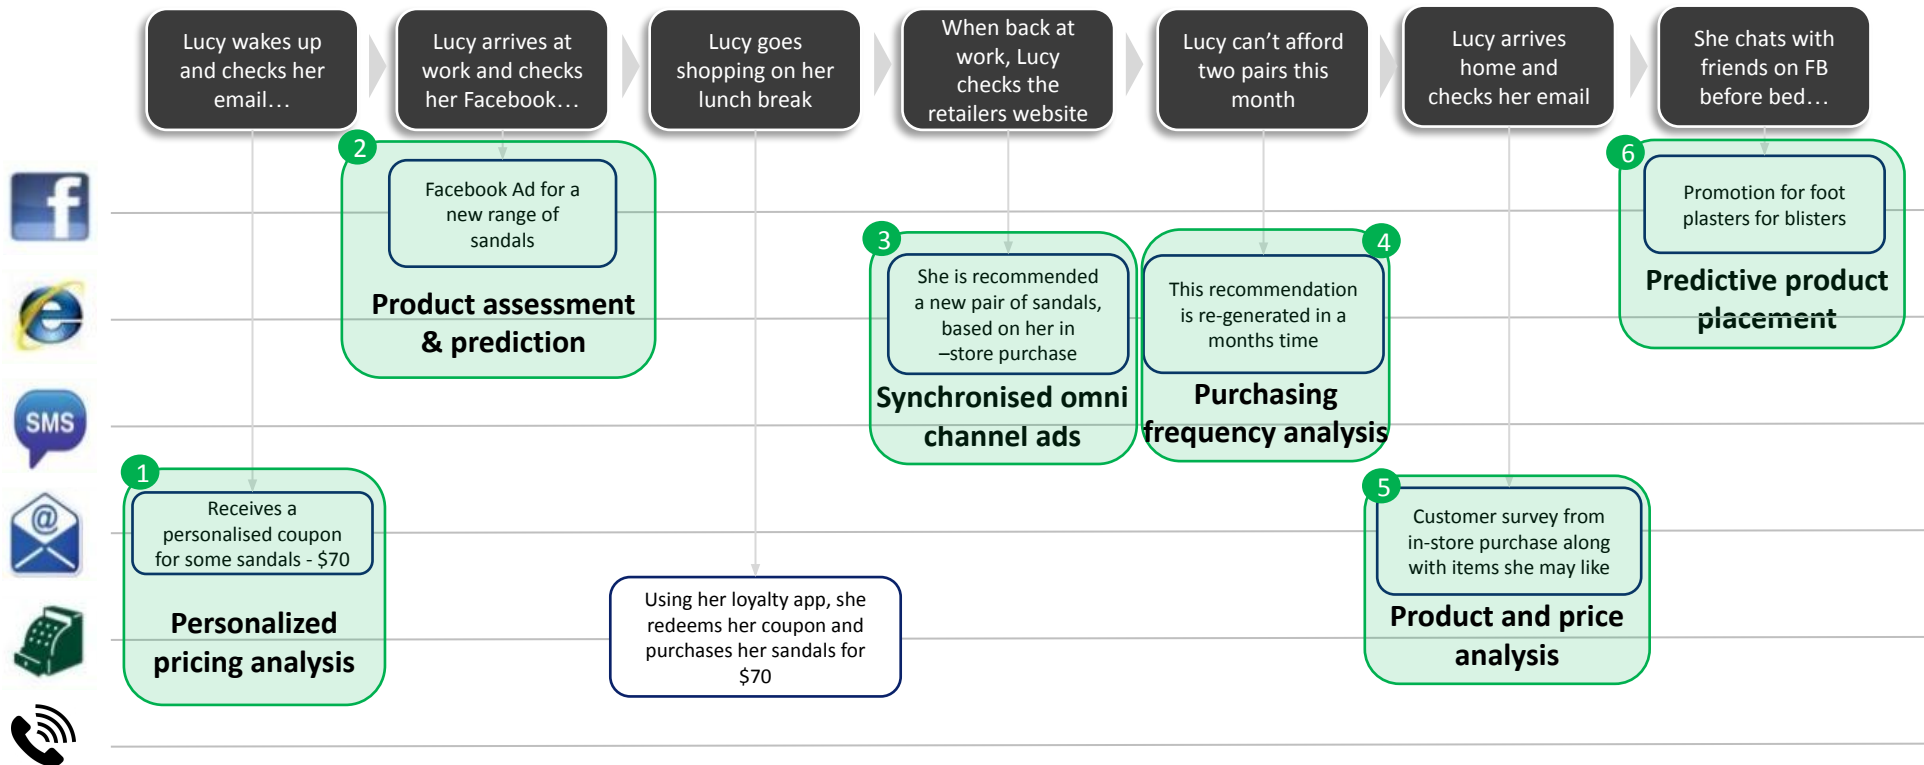 Lucy wakes up
and checks her
email…
Lucy arrives at
work and checks
her Facebook…
Lucy goes
shopping on her
lunch break
When back at
work, Lucy
checks the
retailers website
Lucy can’t afford
two pairs this
month
Lucy arrives
home and
checks her email
She chats with
friends on FB
before bed…
2
Facebook Ad for a
new range of
sandals
Product assessment
& prediction
6
Promotion for foot
plasters for blisters
Predictive product
placement
3
She is recommended
a new pair of sandals,
based on her in
–store purchase
Synchronised omni
channel ads
4
This recommendation
is re-generated in a
months time
Purchasing
frequency analysis
f
e
SMS
@
1
Receives a
personalised coupon
for some sandals - $70
Personalized
pricing analysis
Using her loyalty app, she
redeems her coupon and
purchases her sandals for
$70
5
Customer survey from
in-store purchase along
with items she may like
Product and price
analysis